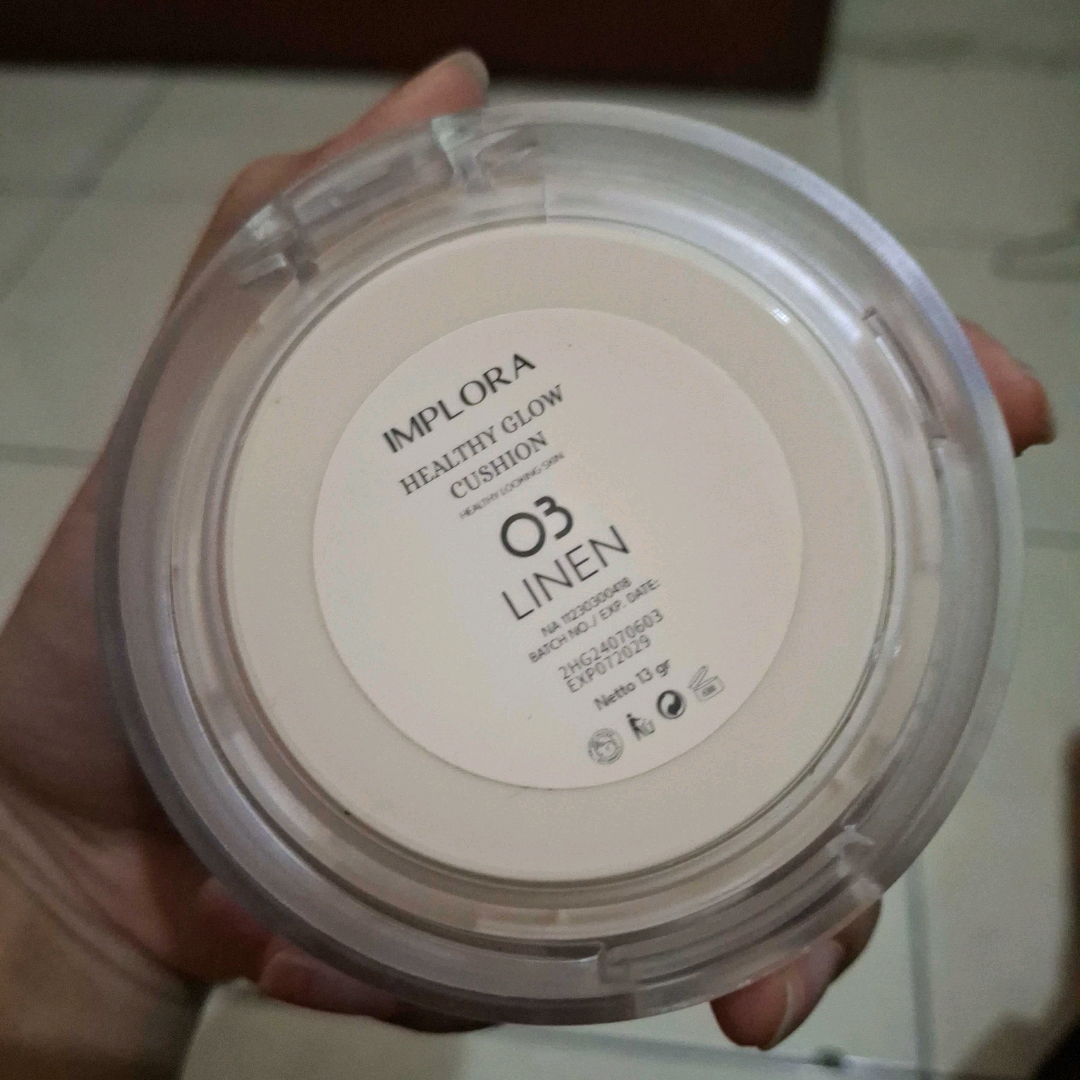 IMPLORA
HEALTHY GLOW
CUSHION
HEALTHY LOOKING SKIN
03
LINEN
NA 11230300418
BATCH NO./ EXP. DATE:
2HG24070603
EXP072029
Netto 13 gr